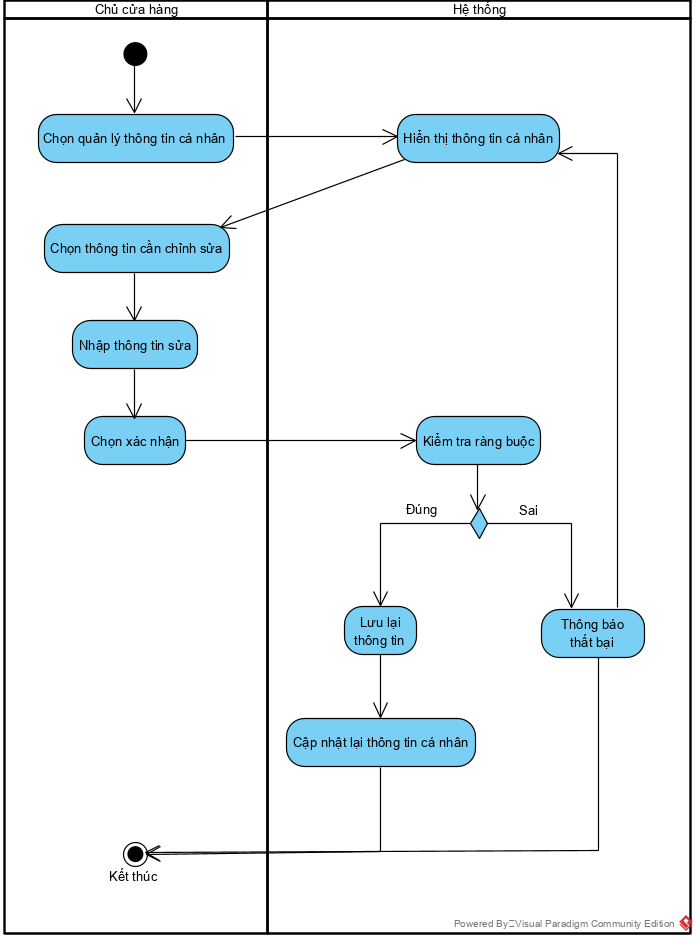 Chủ cửa hàng
Hệ thống
Chọn quản lý thông tin cá nhân
Hiển thị thông tin cá nhân
Chọn thông tin cần chỉnh sửa
Nhập thông tin sửa
Chọn xác nhận
Kiểm tra ràng buộc
Đúng
Sai
Lưu lại
thông tin
Thông báo
thất bại
Cập nhật lại thông tin cá nhân
Kết thúc
Powered By Visual Paradigm Community Edition